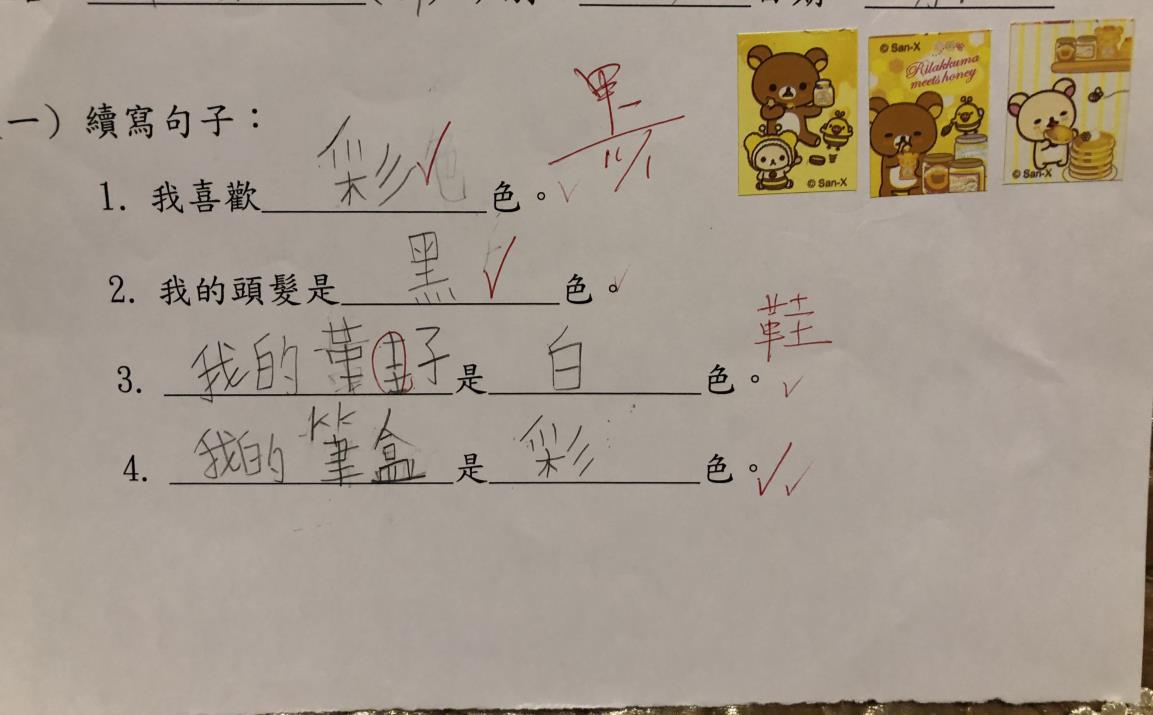 © San-X
© San-X
Rilakkuma
meets honey
© San-X
一）續寫句子：
1. 我喜歡彩色。
2. 我的頭髮是黑色。
鞋
3. 我的鞋子是白色。
4. 我的筆盒是彩色。